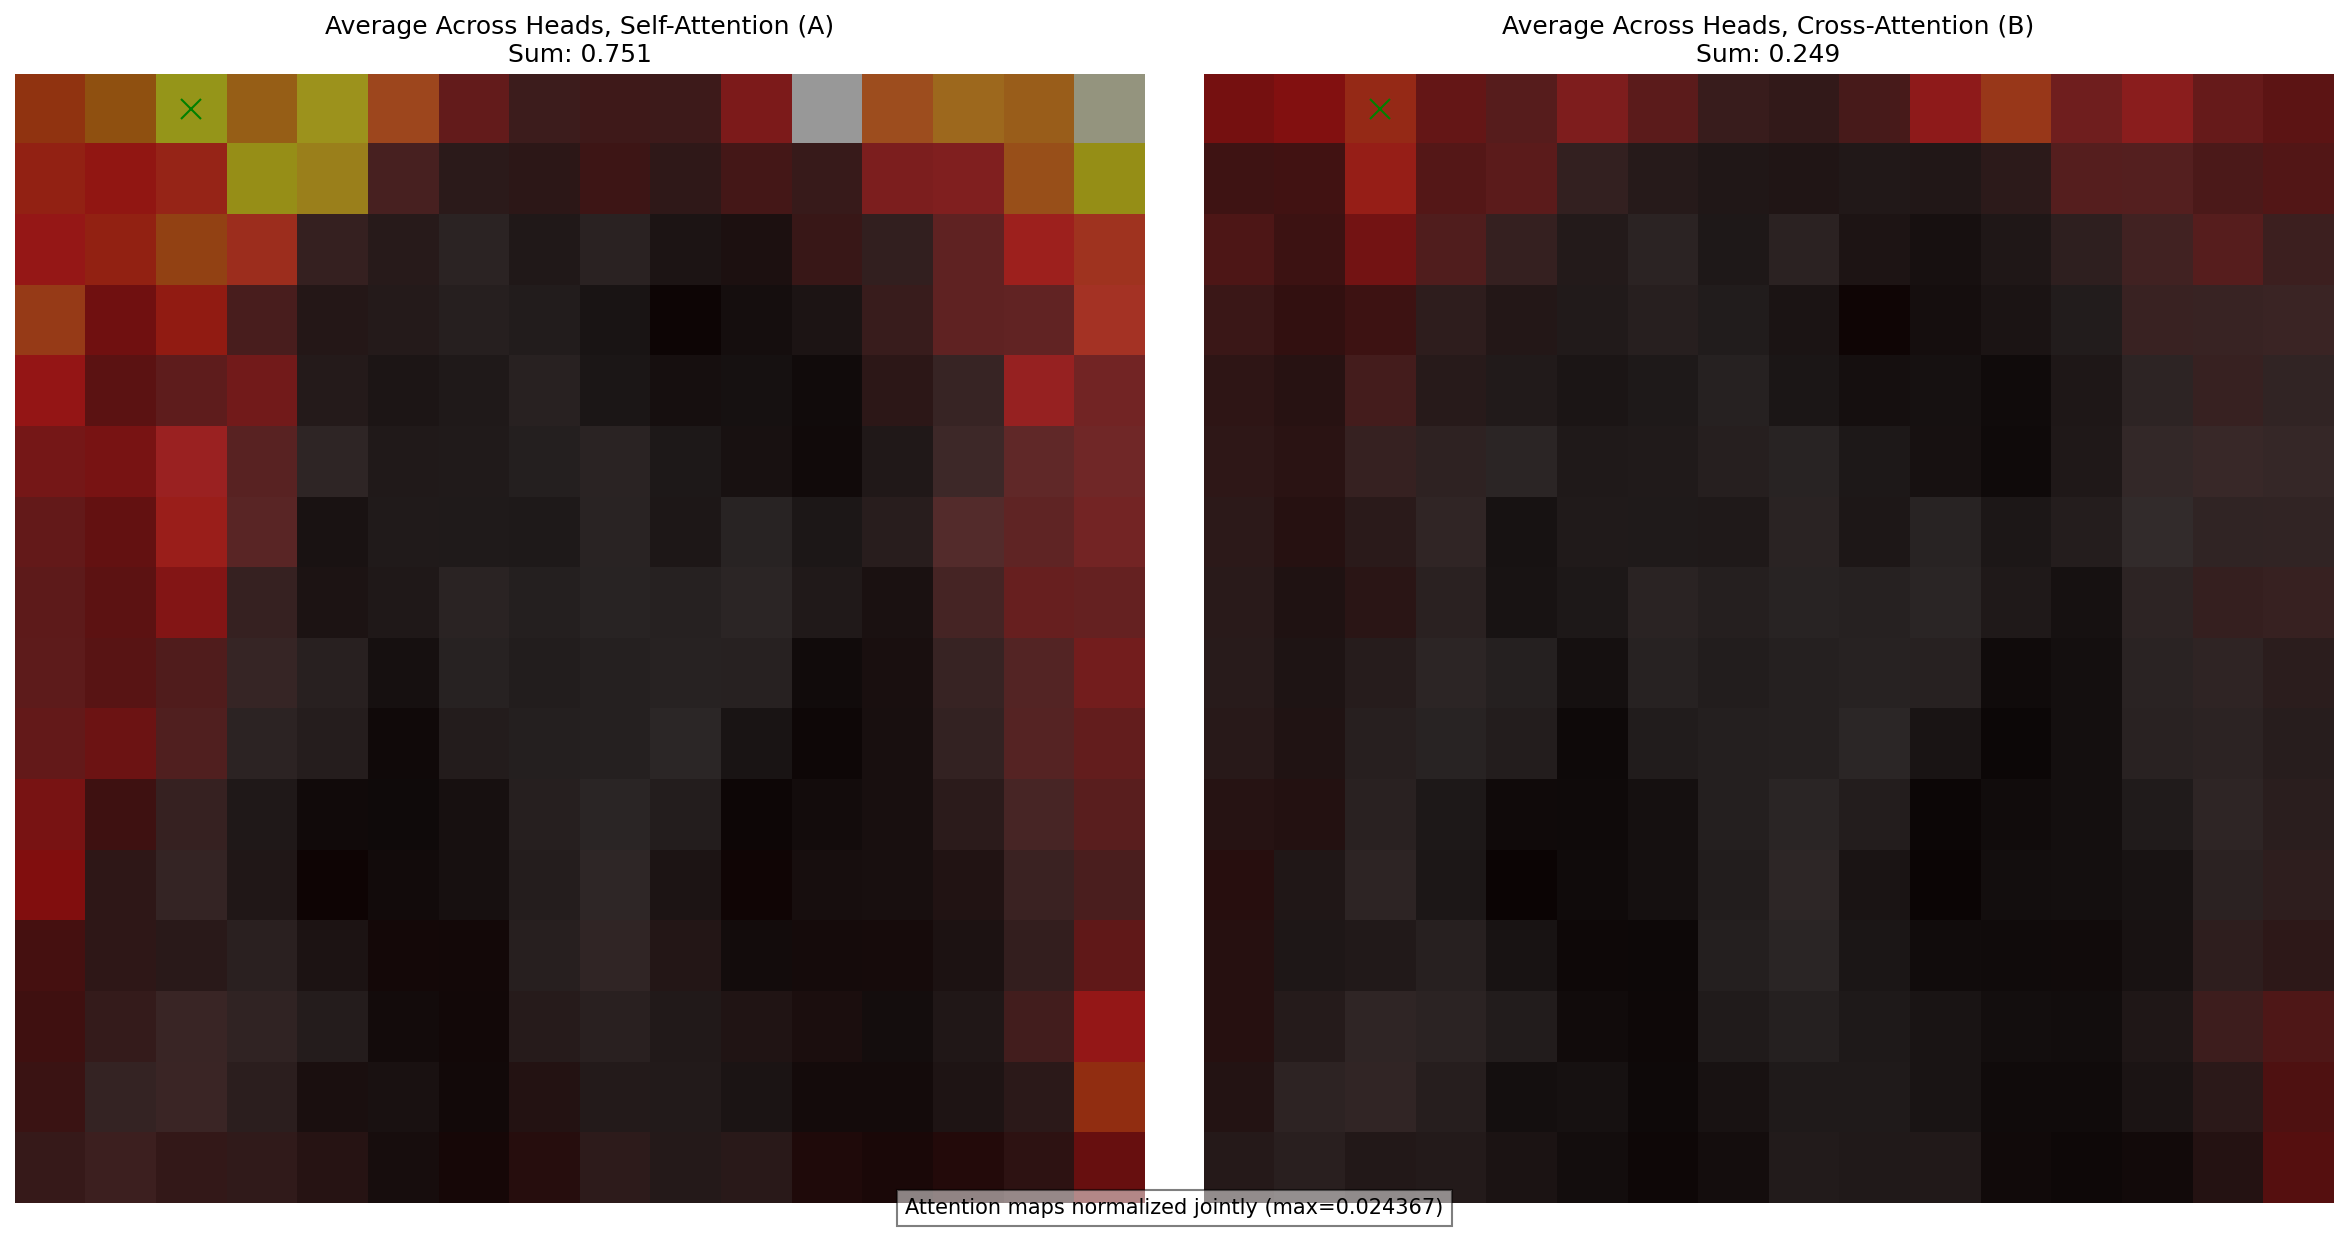 Average Across Heads, Self-Attention (A)
Sum: 0.751
Average Across Heads, Cross-Attention (B)
Sum: 0.249
Attention maps normalized jointly (max=0.024367)